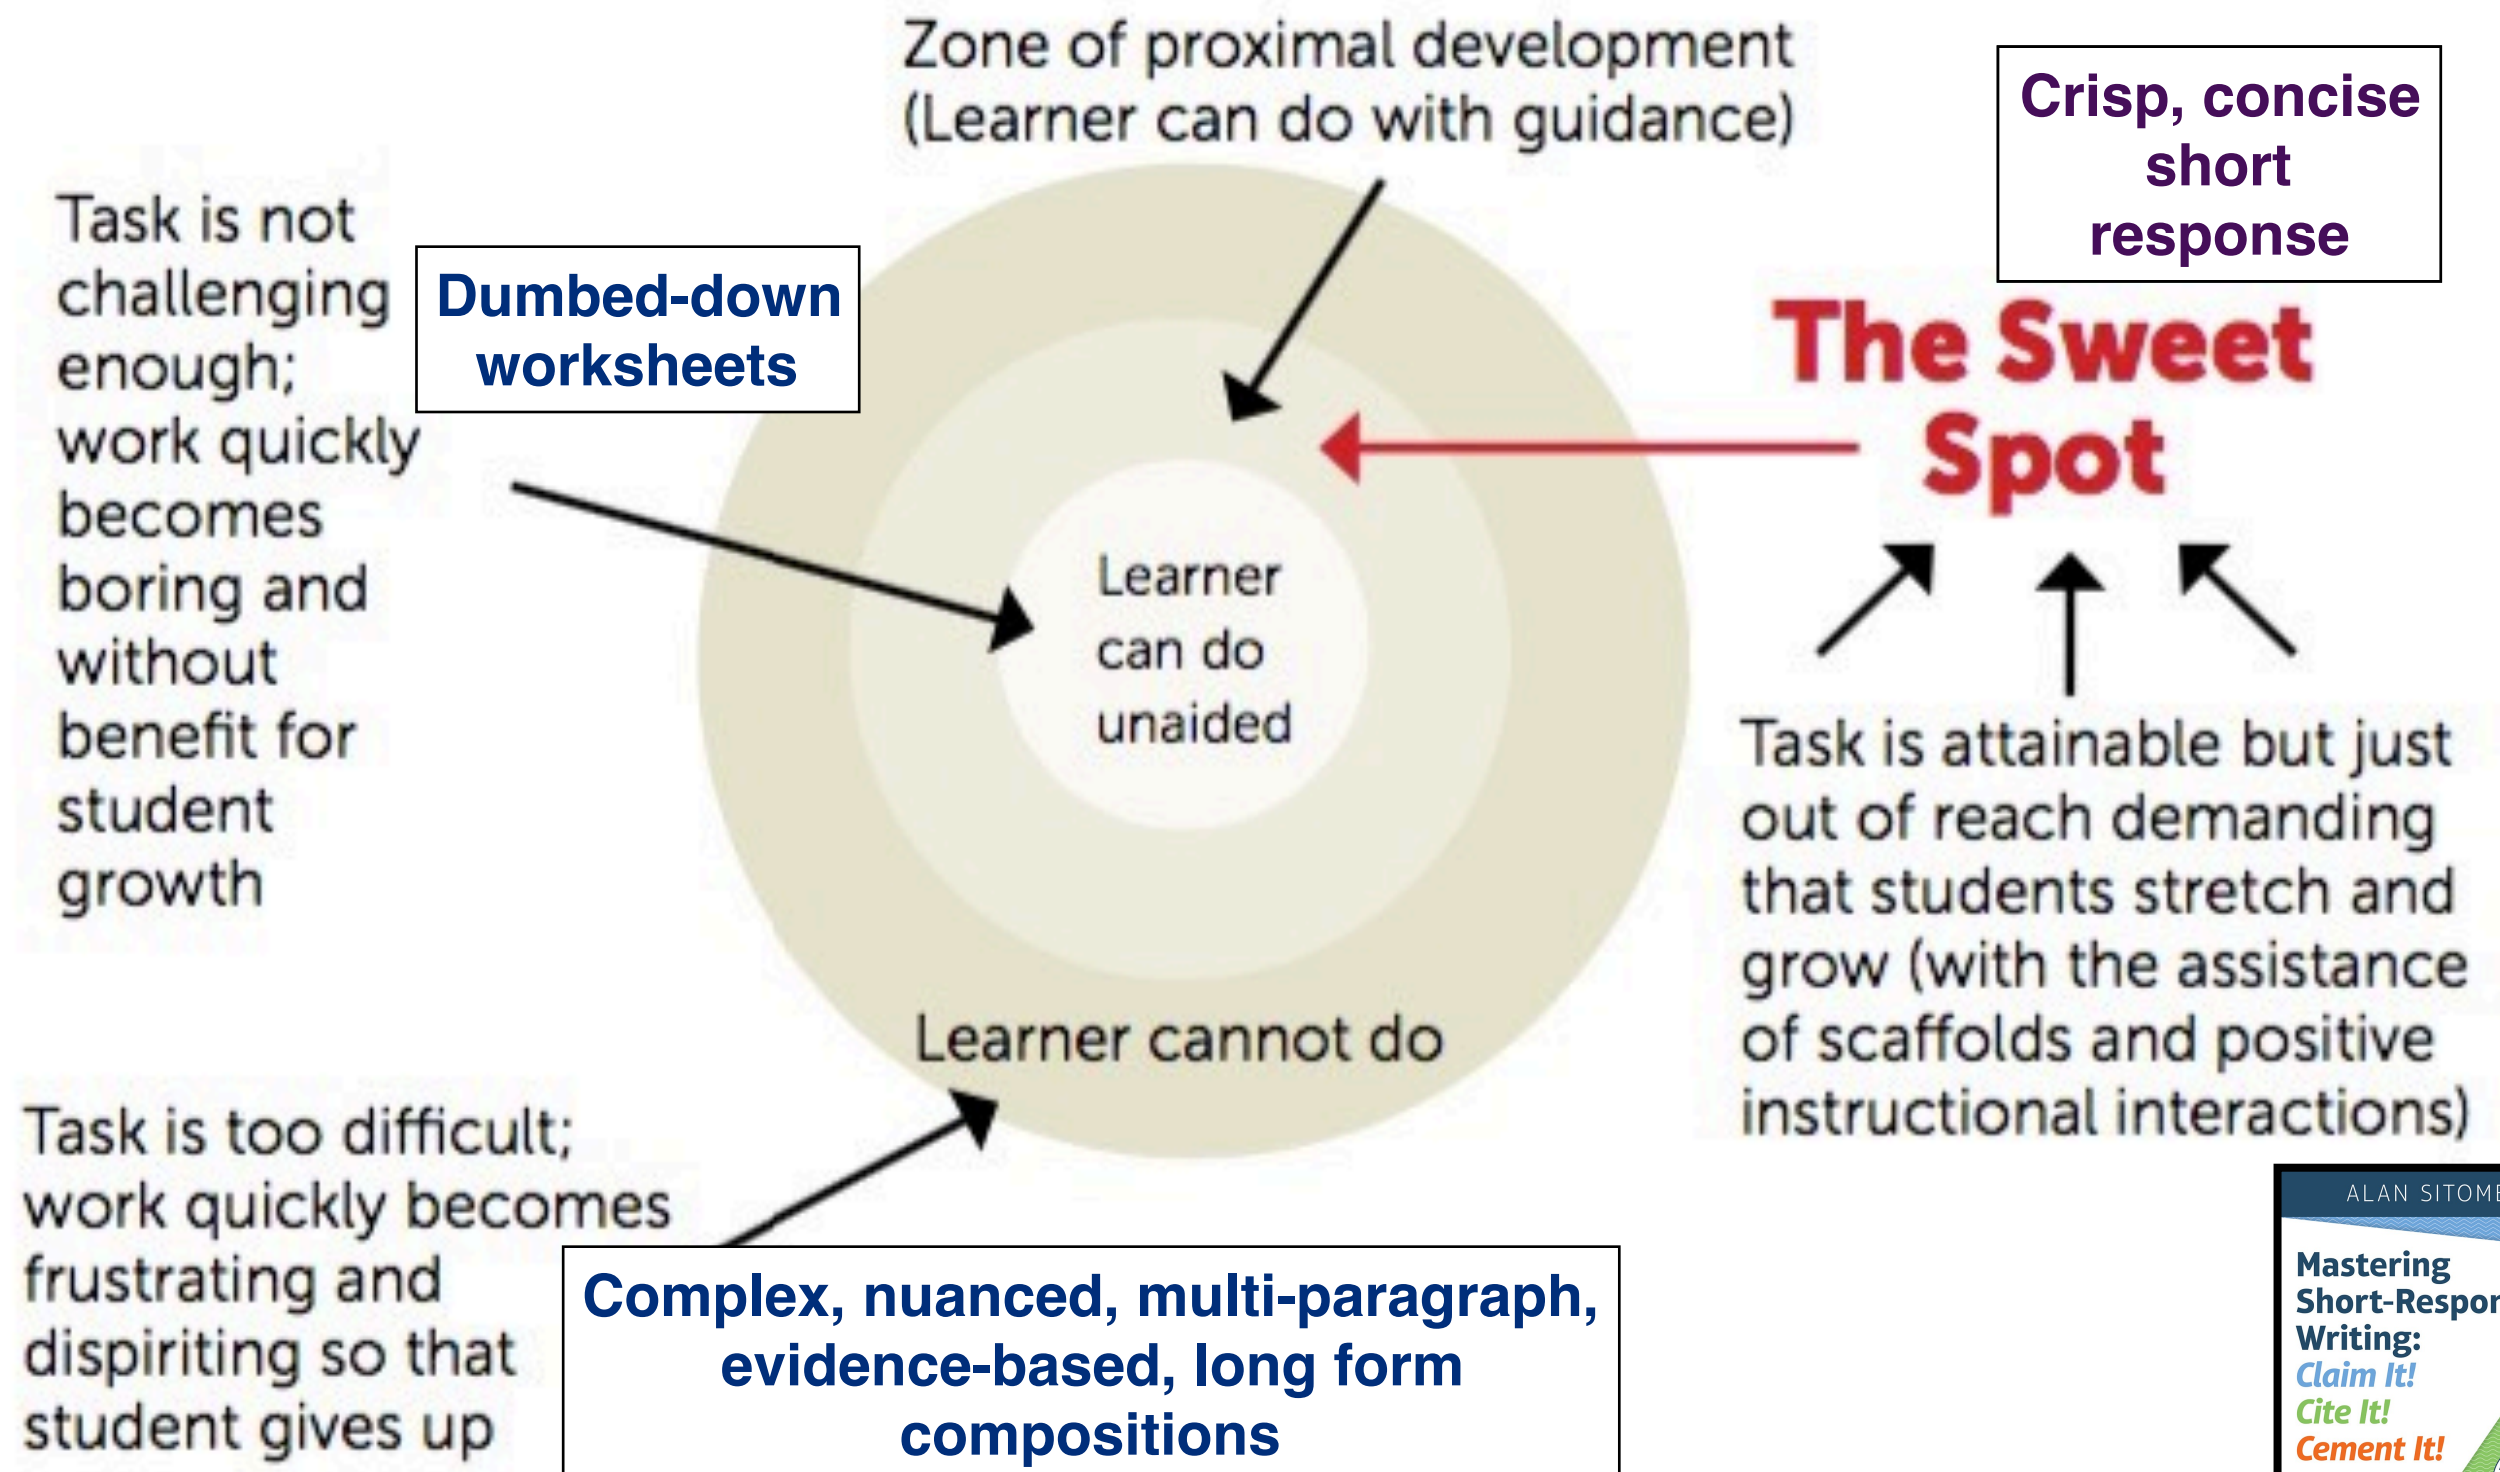 Zone of proximal development
(Learner can do with guidance)
Crisp, concise
short
response
Task is not
challenging
enough;
work quickly
becomes
boring and
without
benefit for
student
growth
Dumbed-down
worksheets
The Sweet
Spot
Learner
can do
unaided
Task is attainable but just
out of reach demanding
that students stretch and
grow (with the assistance
of scaffolds and positive
instructional interactions)
Learner cannot do
Task is too difficult;
work quickly becomes
frustrating and
dispiriting so that
student gives up
Complex, nuanced, multi-paragraph,
evidence-based, long form
compositions
ALAN
Mastering
Writing:
Claim It!
Cite It!
Cement It!